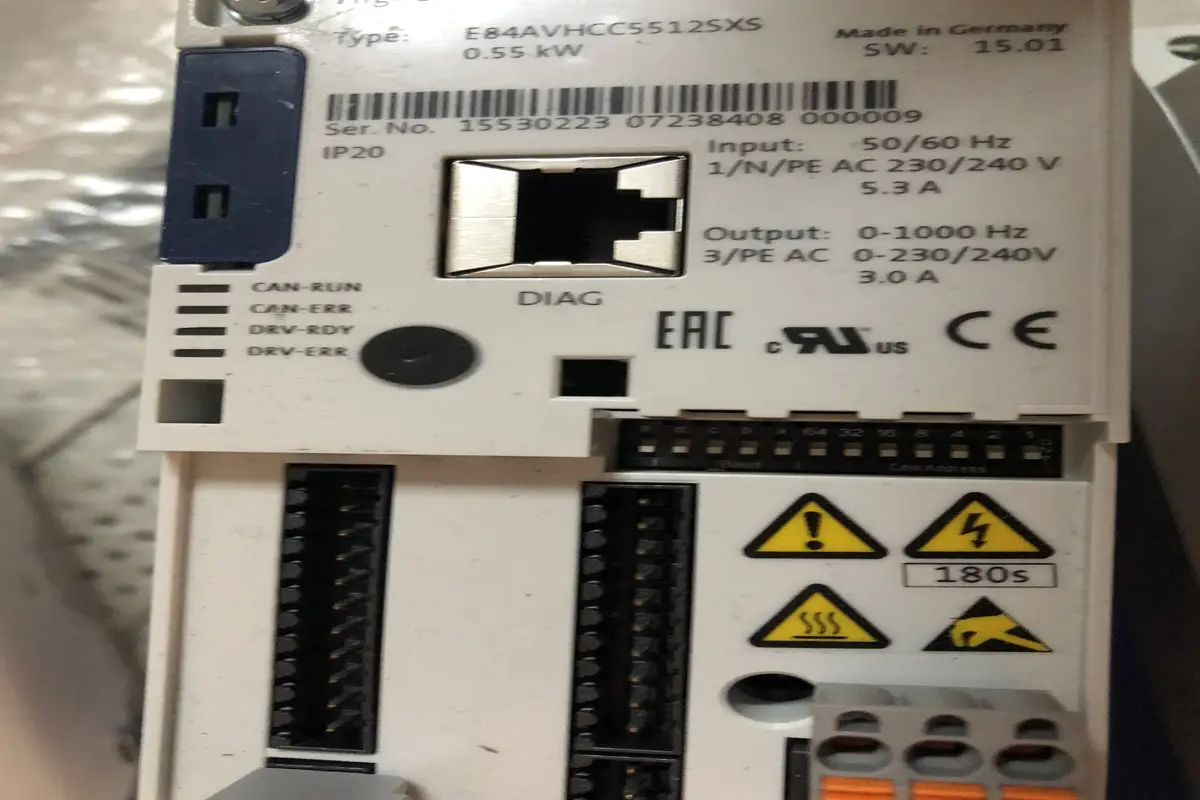 Type: E84AVHCC5512SXS
0.55 kW
Made in Germany
SW: 15.01
Ser. No. 15530223 07238408 000009
IP20
Input: 50/60 Hz
1/N/PE AC 230/240 V
5.3 A
Output: 0-1000 Hz
3/PE AC 0-230/240V
3.0 A
DIAG
CAN-RUN
CAN-ERR
DRV-RDY
DRV-ERR
EAC
c RU us
CE
d c b a 64 32 16 8 4 2 1
Baud CAN Address
180s